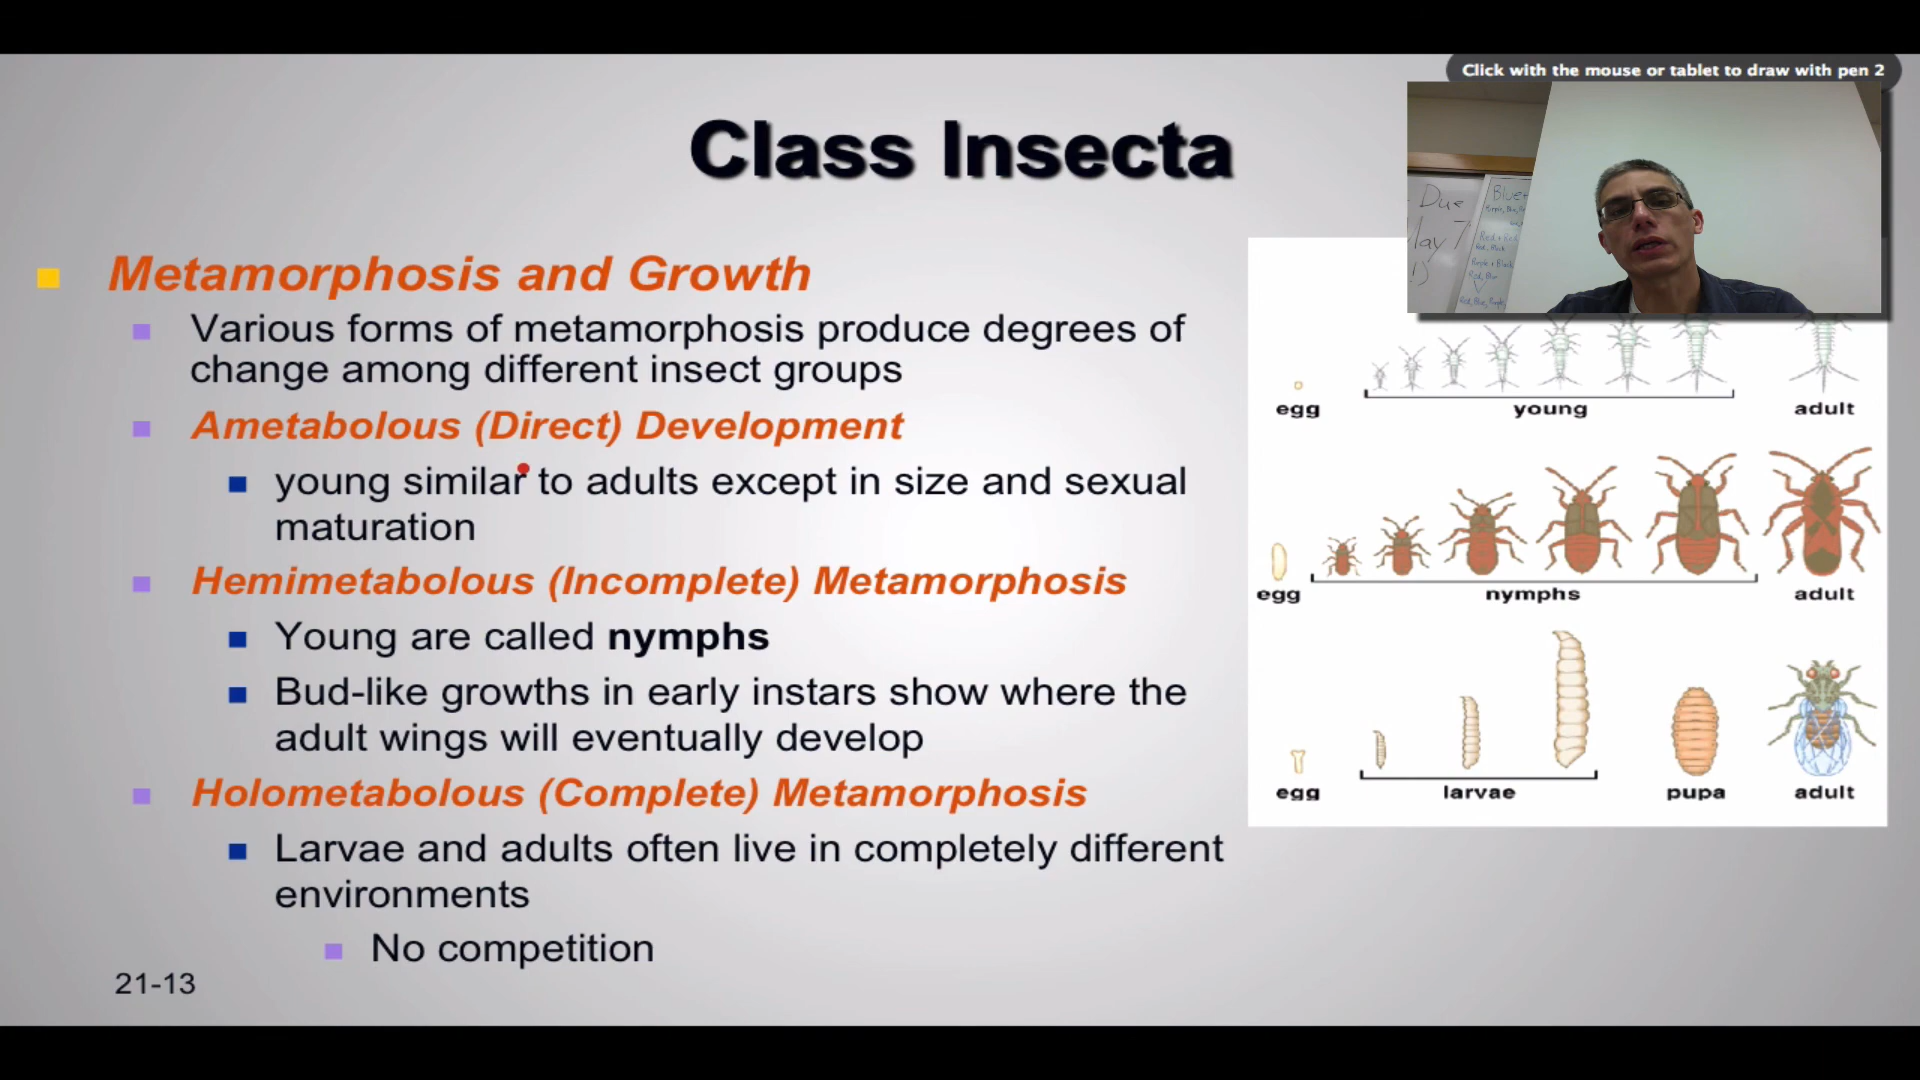 Click with the mouse or tablet to draw with pen 2
Class Insecta
Due
May 7
Blue
Metamorphosis and Growth
Various forms of metamorphosis produce degrees of
change among different insect groups
Ametabolous (Direct) Development
young similar to adults except in size and sexual
maturation
Hemimetabolous (Incomplete) Metamorphosis
Young are called nymphs
Bud-like growths in early instars show where the
adult wings will eventually develop
Holometabolous (Complete) Metamorphosis
Larvae and adults often live in completely different
environments
No competition
21-13
egg young adult
egg nymphs adult
egg larvae pupa adult